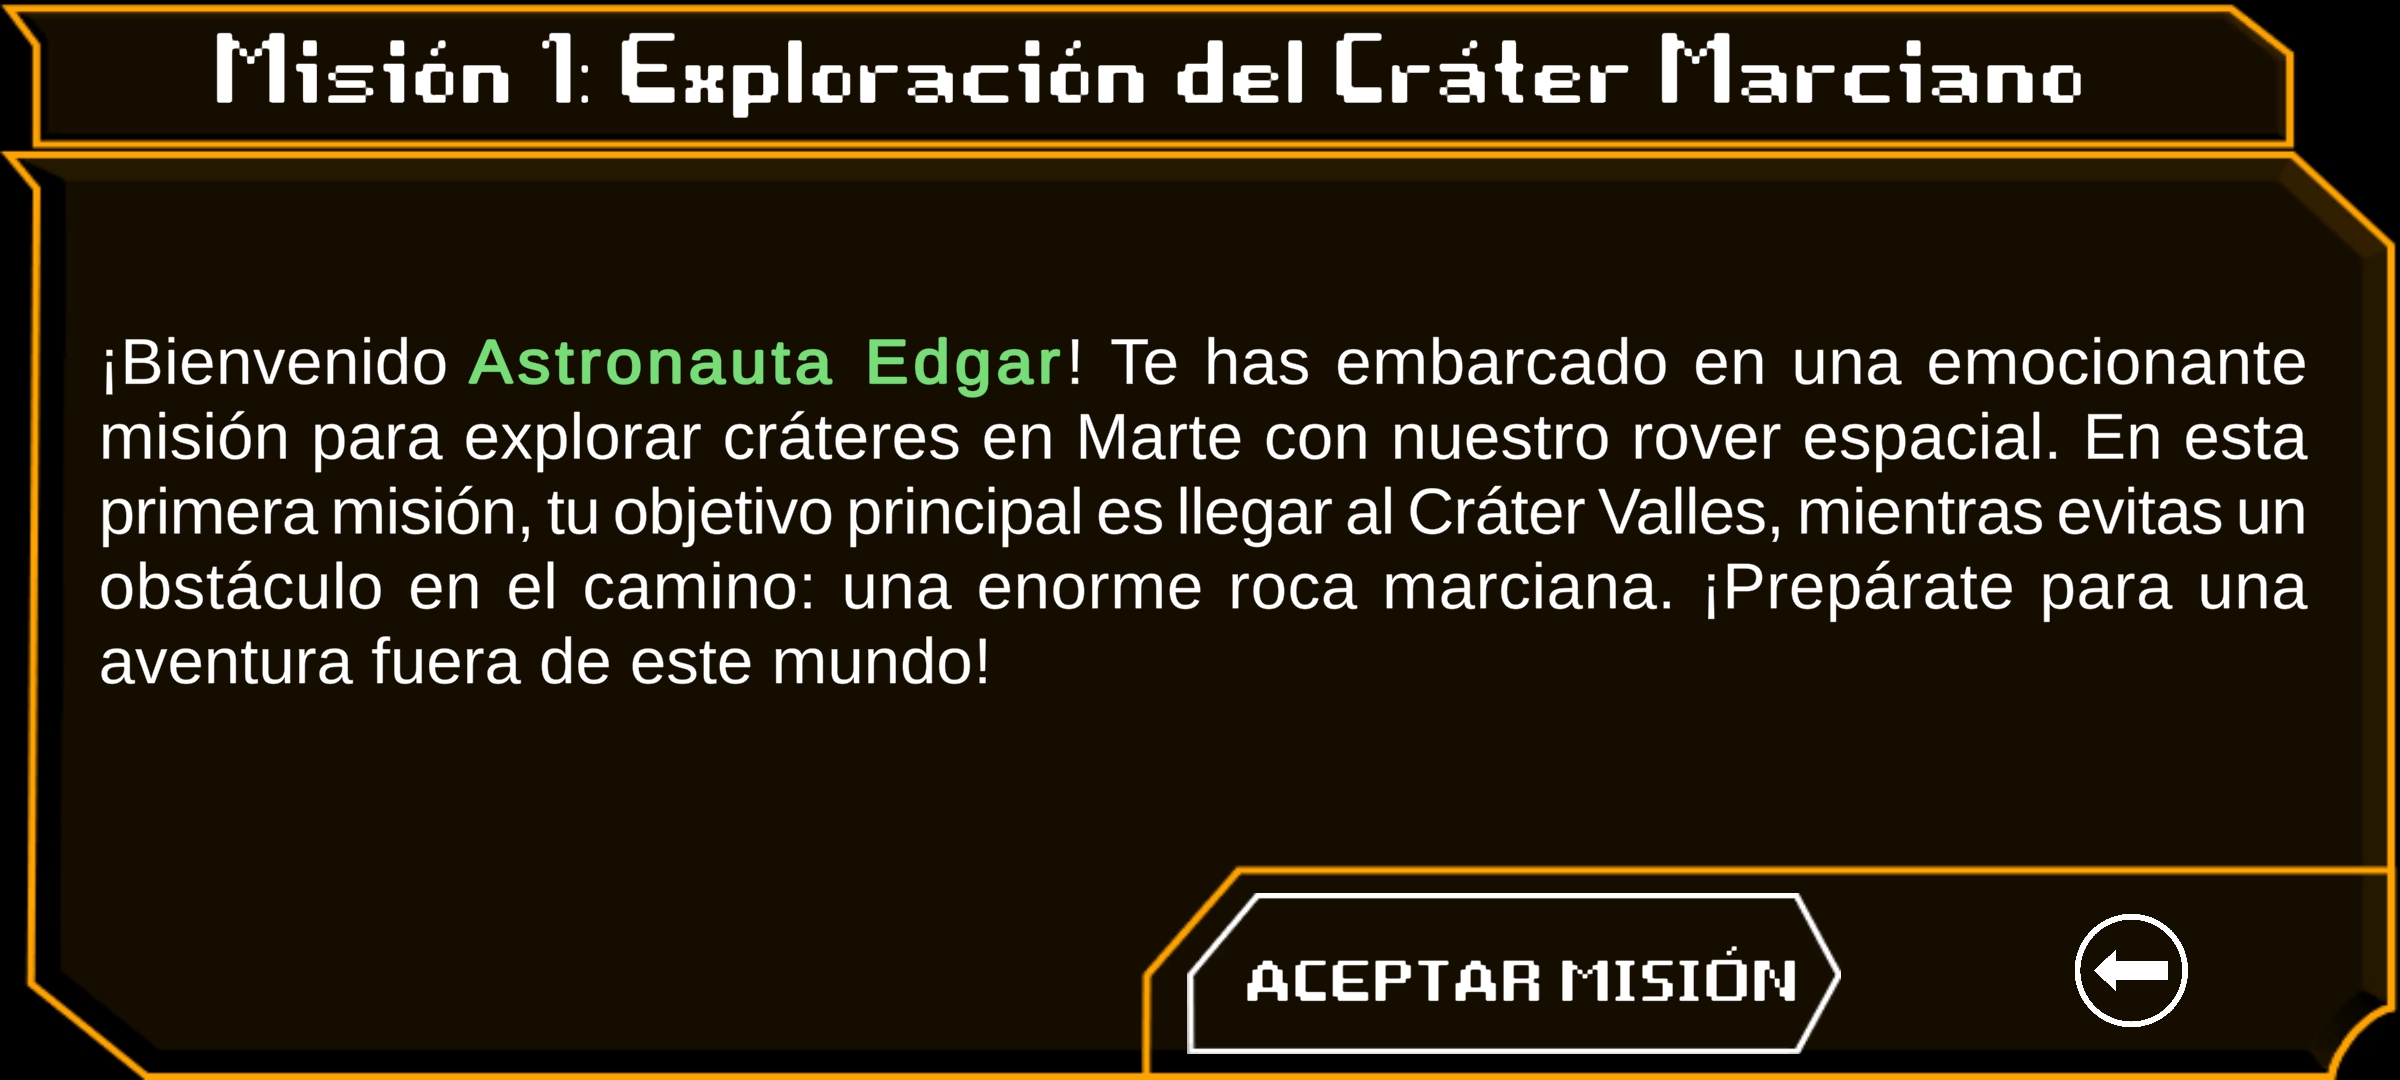 Misión 1: Exploración del Cráter Marciano
¡Bienvenido Astronauta Edgar! Te has embarcado en una emocionante
misión para explorar cráteres en Marte con nuestro rover espacial. En esta
primera misión, tu objetivo principal es llegar al Cráter Valles, mientras evitas un
obstáculo en el camino: una enorme roca marciana. ¡Prepárate para una
aventura fuera de este mundo!
ACEPTAR MISIÓN